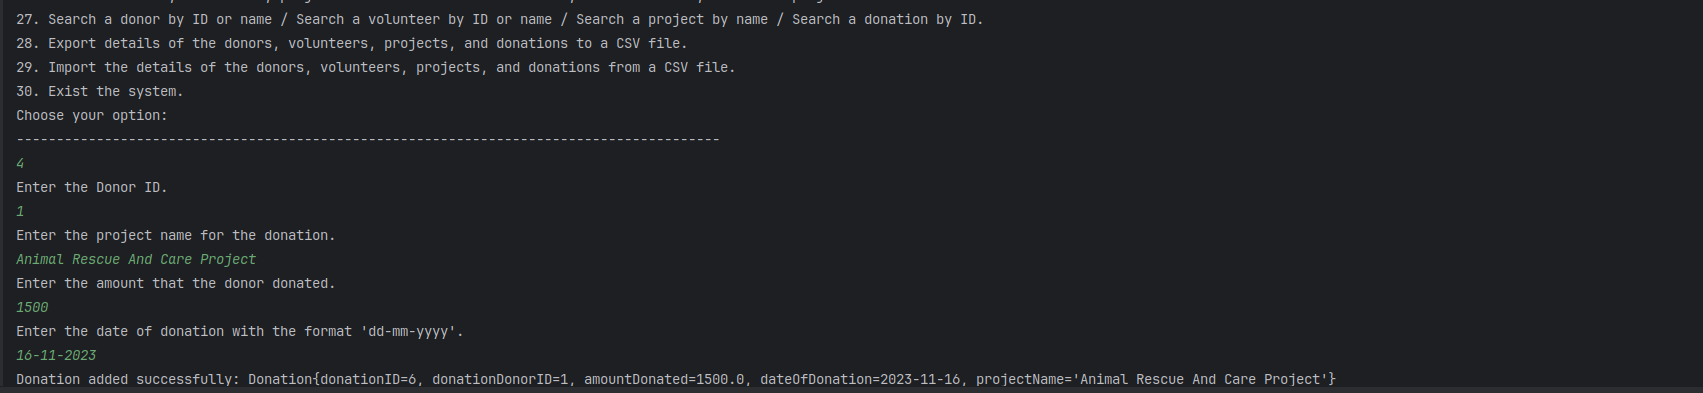 27. Search a donor by ID or name / Search a volunteer by ID or name / Search a project by name / Search a donation by ID.
28. Export details of the donors, volunteers, projects, and donations to a CSV file.
29. Import the details of the donors, volunteers, projects, and donations from a CSV file.
30. Exist the system.
Choose your option:
----------------------------------------------------------------------------------------
4
Enter the Donor ID.
1
Enter the project name for the donation.
Animal Rescue And Care Project
Enter the amount that the donor donated.
1500
Enter the date of donation with the format 'dd-mm-yyyy'.
16-11-2023
Donation added successfully: Donation{donationID=6, donationDonorID=1, amountDonated=1500.0, dateOfDonation=2023-11-16, projectName='Animal Rescue And Care Project'}